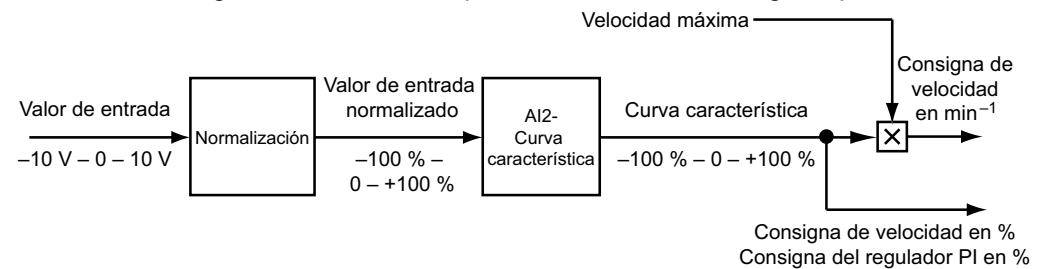 Velocidad máxima
Valor de entrada
–10 V – 0 – 10 V
Normalización
Valor de entrada
normalizado
–100 % –
0 – +100 %
AI2-
Curva
característica
Curva característica
–100 % – 0 – +100 %
×
Consigna de
velocidad
en min⁻¹
Consigna de velocidad en %
Consigna del regulador PI en %